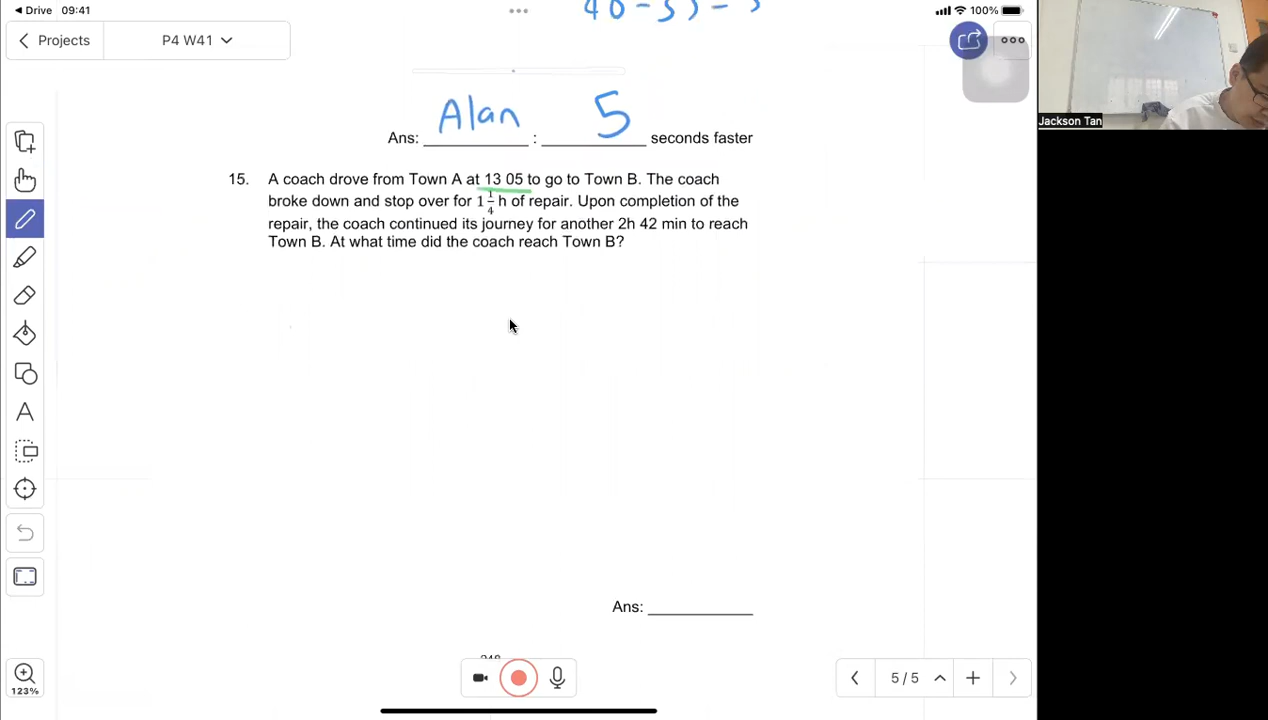 Drive 09:41
100%
Projects
P4 W41
Alan 5
Ans: ____________ : ____________ seconds faster
15. A coach drove from Town A at 13 05 to go to Town B. The coach
broke down and stop over for 1 1/4 h of repair. Upon completion of the
repair, the coach continued its journey for another 2h 42 min to reach
Town B. At what time did the coach reach Town B?
Ans: ____________
123%
5 / 5
Jackson Tan